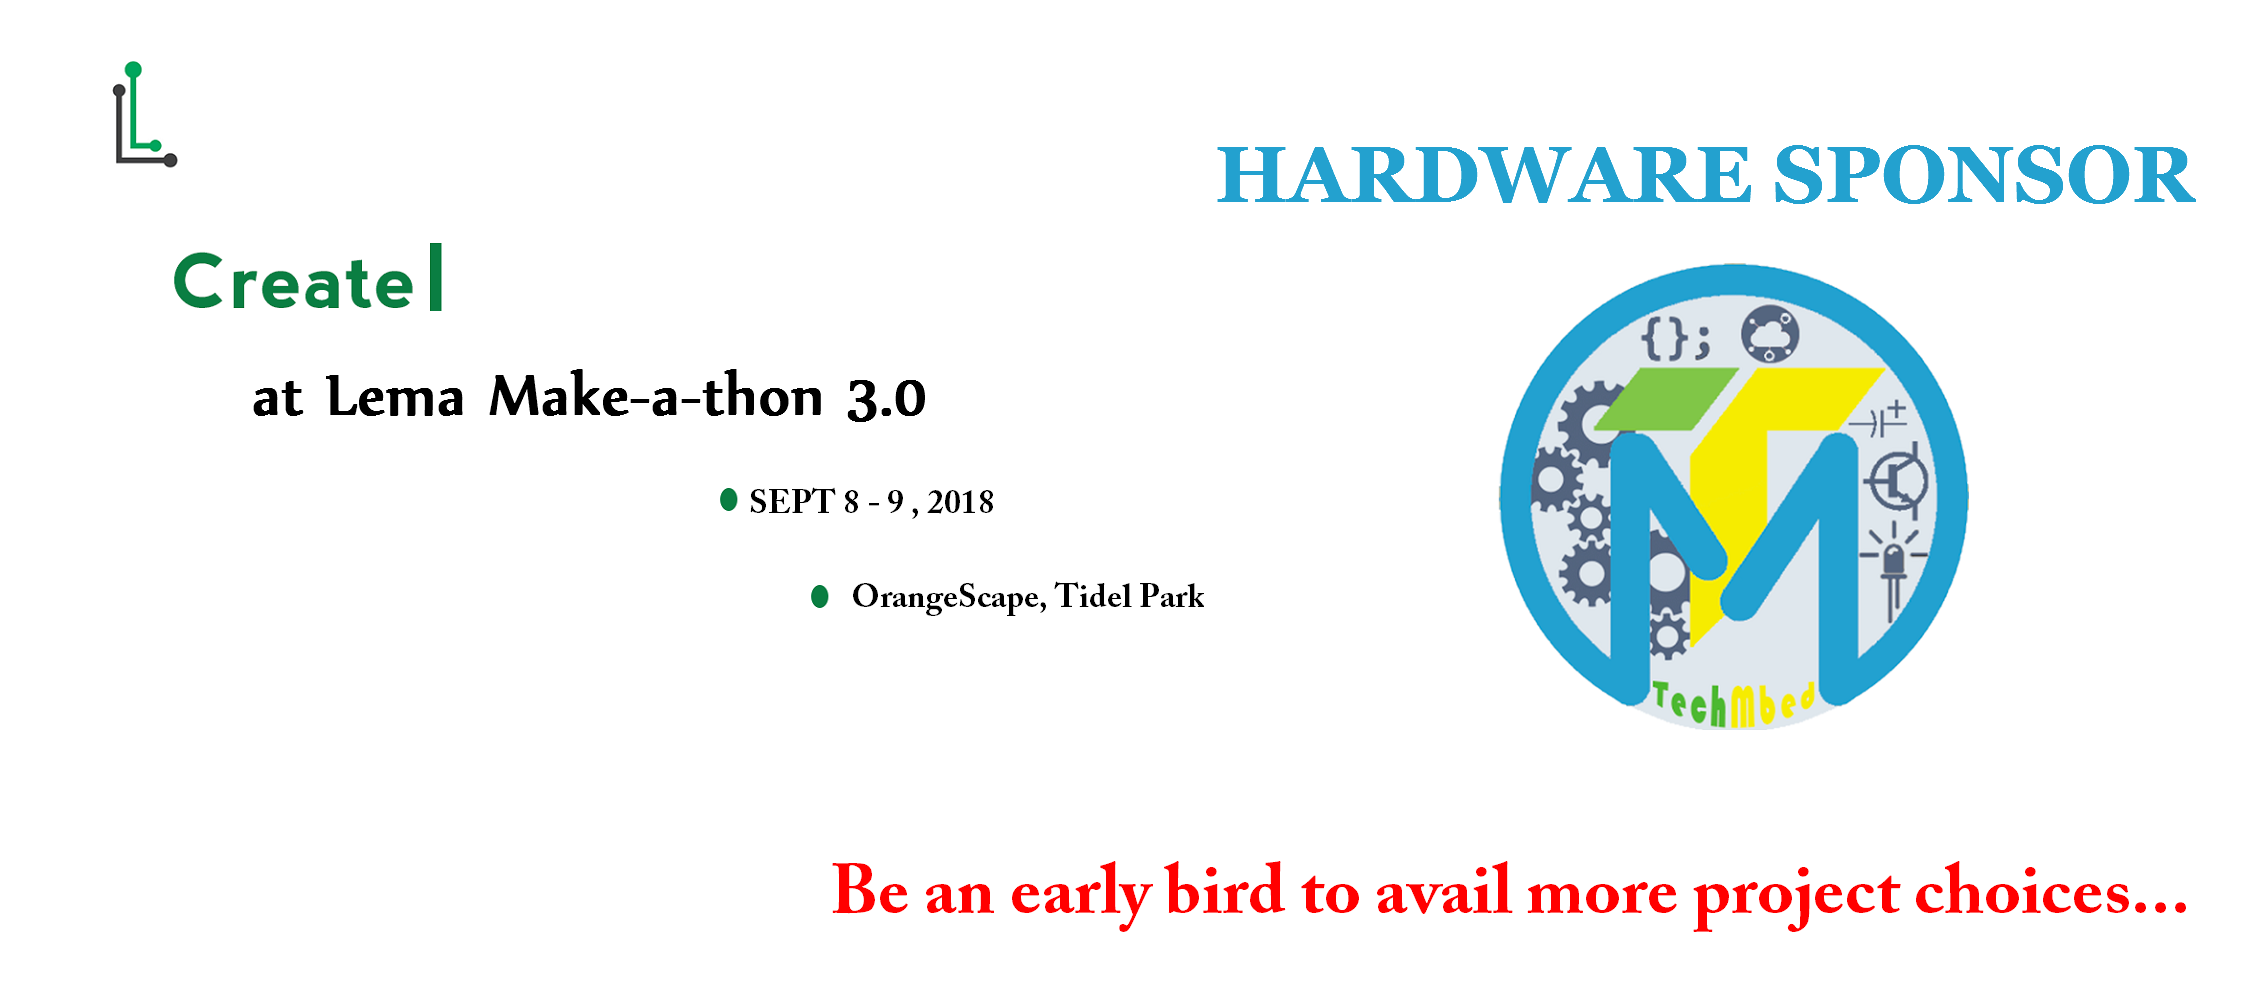 HARDWARE SPONSOR
Create|
at Lema Make-a-thon 3.0
SEPT 8 - 9 , 2018
OrangeScape, Tidel Park
{};
TechMbed
Be an early bird to avail more project choices...